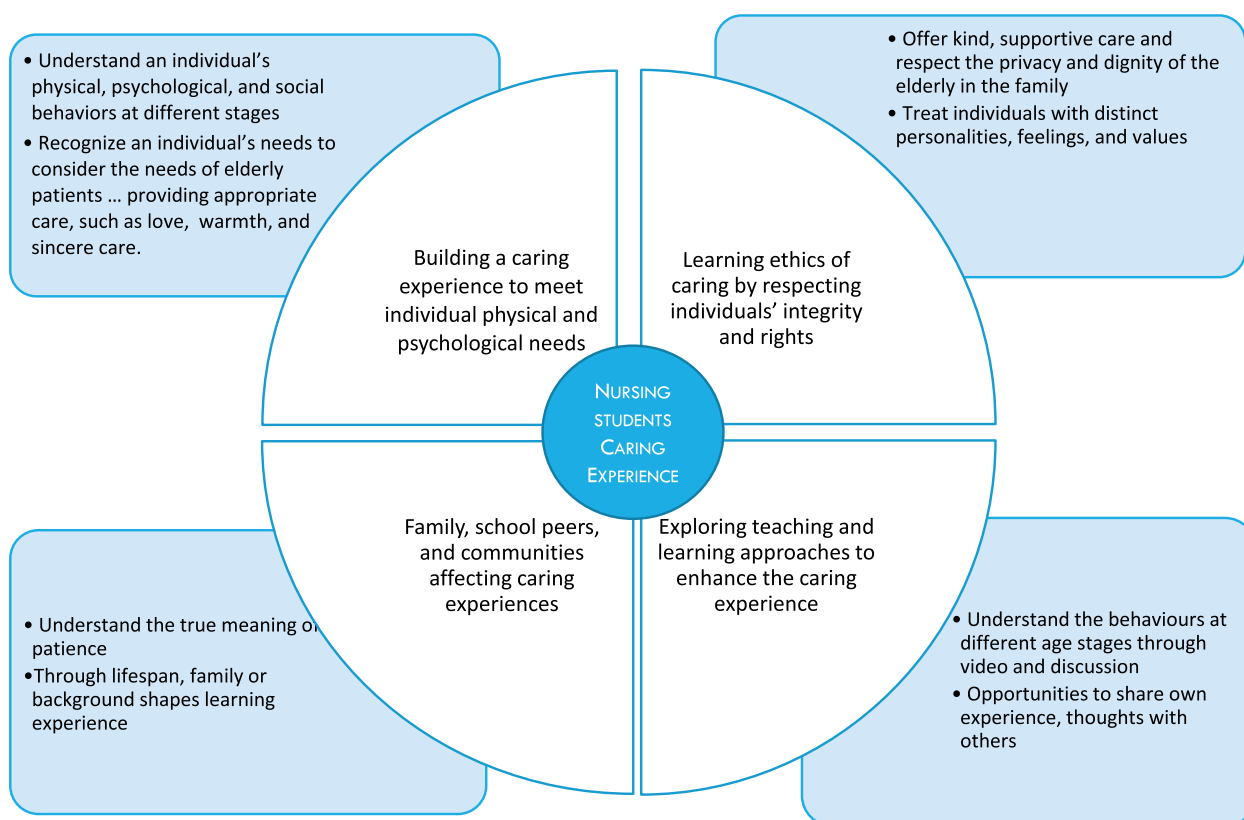 • Understand an individual’s
physical, psychological, and social
behaviors at different stages
• Recognize an individual’s needs to
consider the needs of elderly
patients … providing appropriate
care, such as love, warmth, and
sincere care.
• Offer kind, supportive care and
respect the privacy and dignity of the
elderly in the family
• Treat individuals with distinct
personalities, feelings, and values
Building a caring
experience to meet
individual physical and
psychological needs
Learning ethics of
caring by respecting
individuals’ integrity
and rights
NURSING
STUDENTS
CARING
EXPERIENCE
Family, school peers,
and communities
affecting caring
experiences
Exploring teaching and
learning approaches to
enhance the caring
experience
• Understand the true meaning of
patience
•Through lifespan, family or
background shapes learning
experience
• Understand the behaviours at
different age stages through
video and discussion
• Opportunities to share own
experience, thoughts with
others